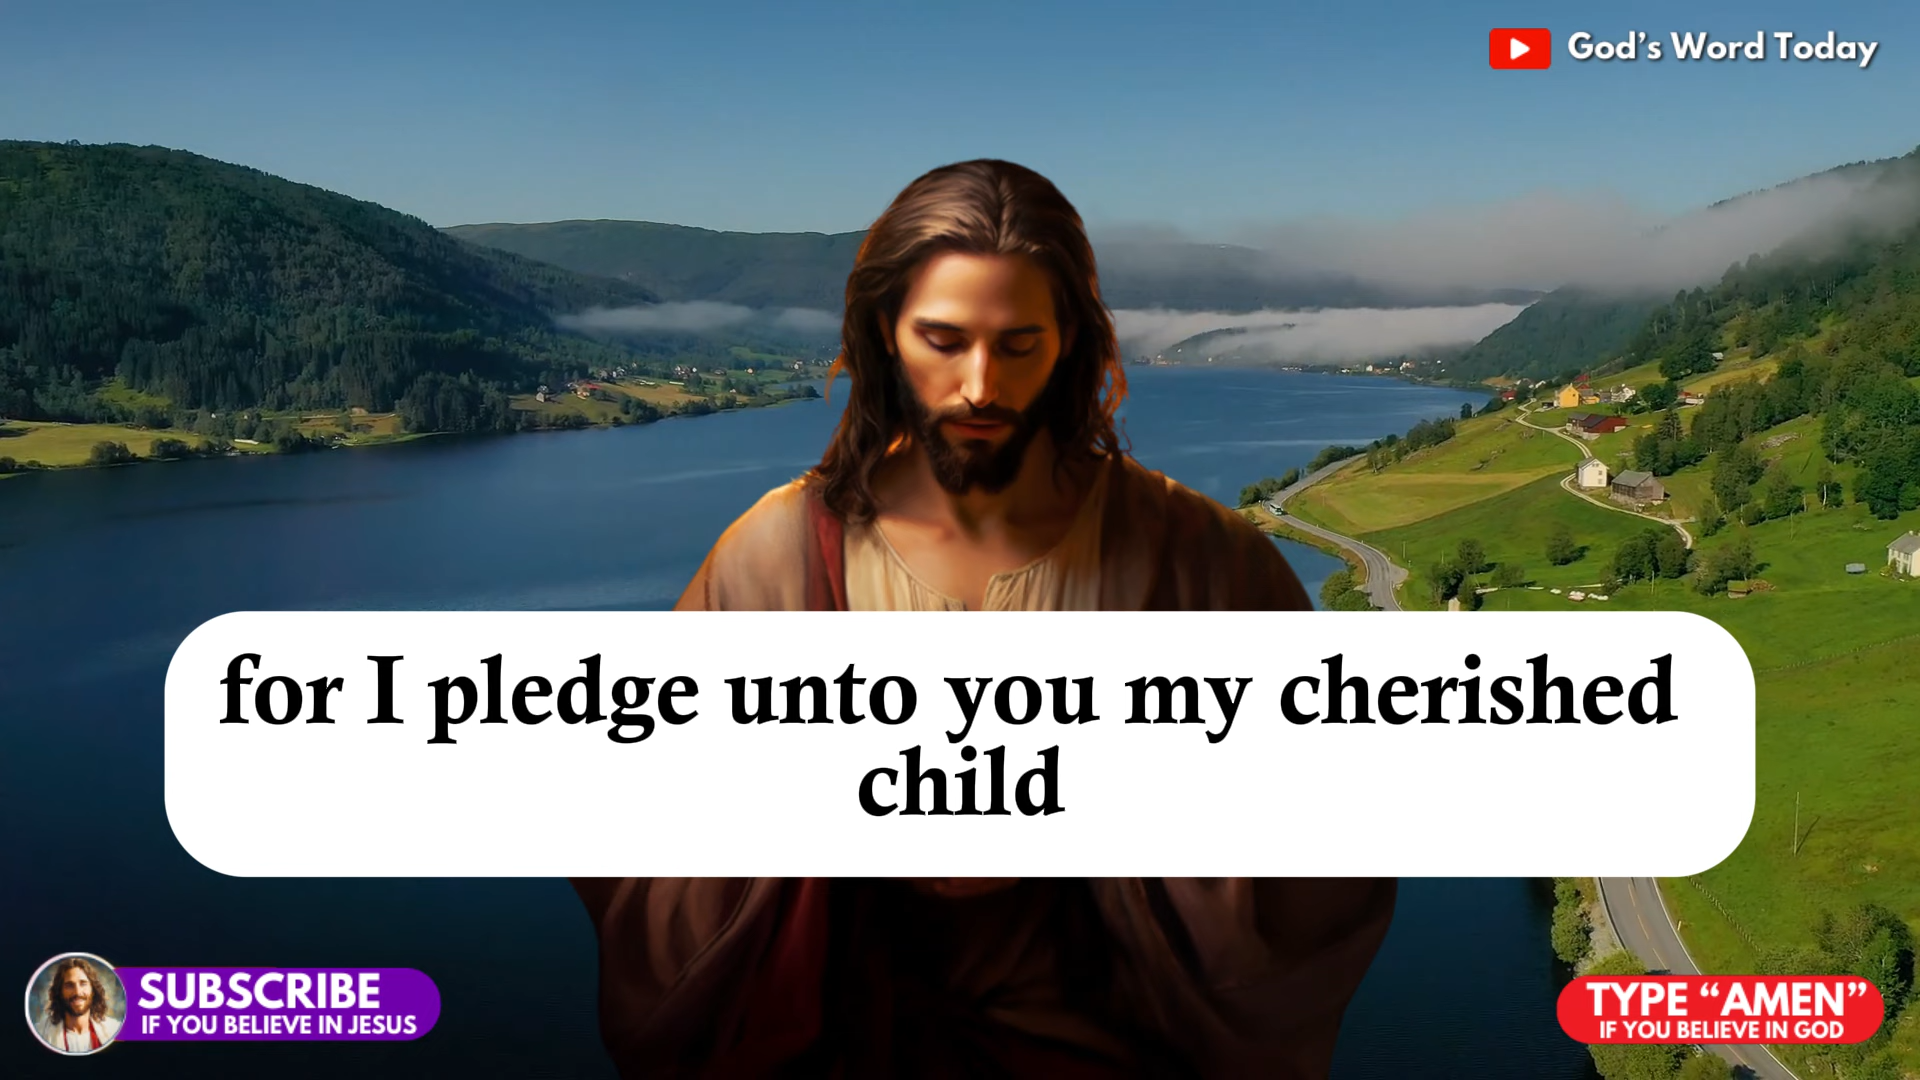 God’s Word Today
for I pledge unto you my cherished
child
SUBSCRIBE
IF YOU BELIEVE IN JESUS
TYPE “AMEN”
IF YOU BELIEVE IN GOD